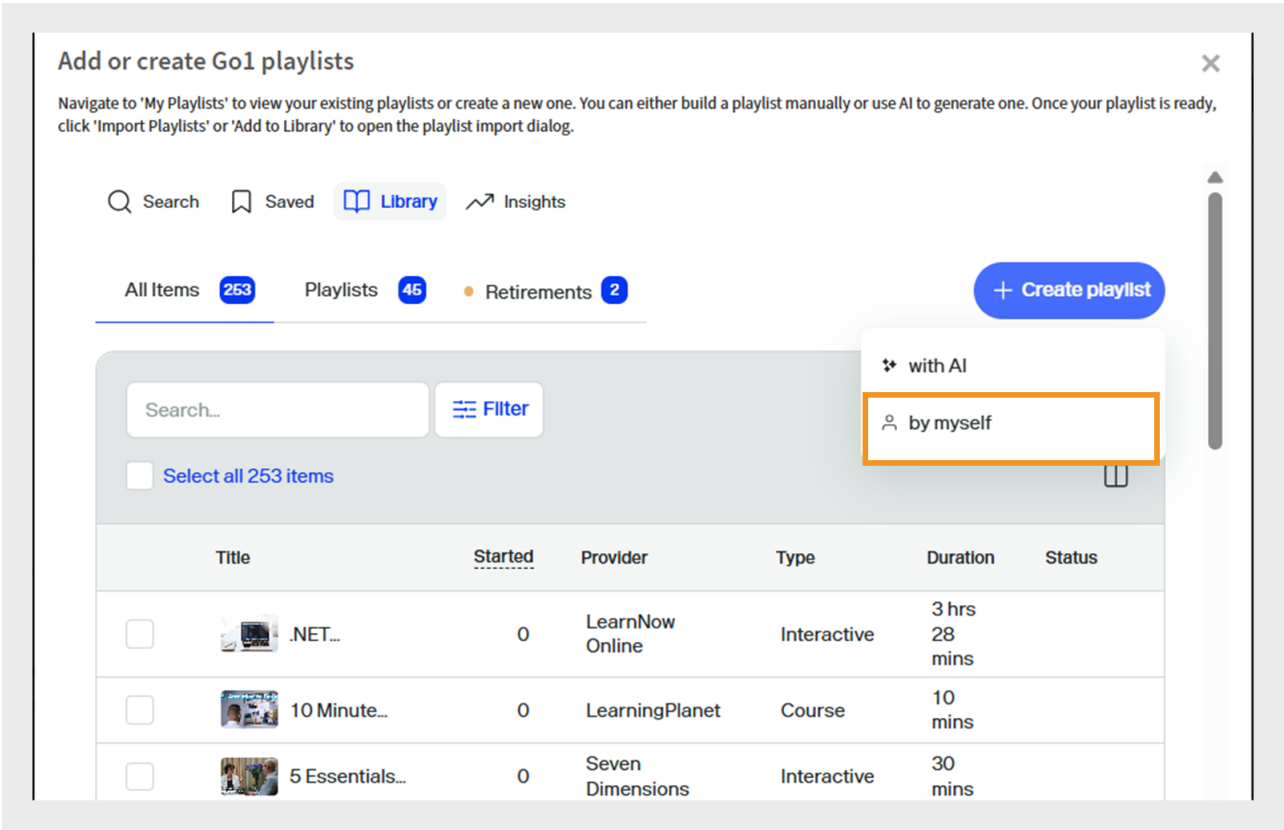 Add or create Go1 playlists
Navigate to 'My Playlists' to view your existing playlists or create a new one. You can either build a playlist manually or use AI to generate one. Once your playlist is ready,
click 'Import Playlists' or 'Add to Library' to open the playlist import dialog.
Search Saved Library Insights
All Items 253 Playlists 45 Retirements 2 + Create playlist
with AI
by myself
Search... Filter
Select all 253 items
Title Started Provider Type Duration Status
.NET... 0 LearnNow Online Interactive 3 hrs 28 mins
10 Minute... 0 LearningPlanet Course 10 mins
5 Essentials... 0 Seven Dimensions Interactive 30 mins